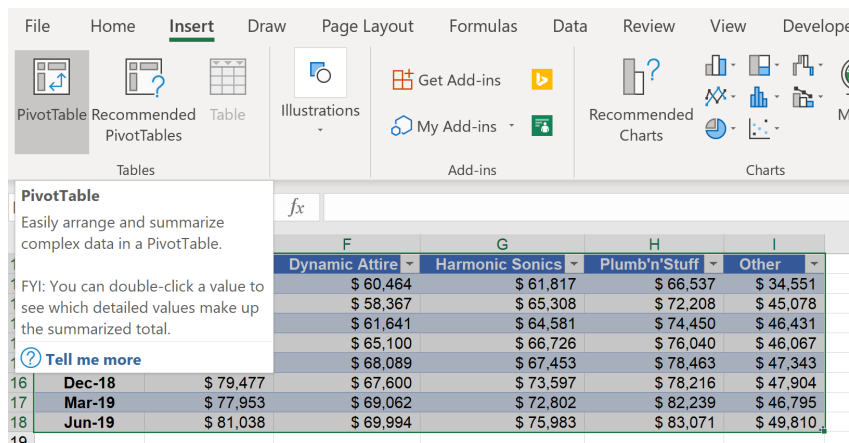 File Home Insert Draw Page Layout Formulas Data Review View Develope
PivotTable Recommended PivotTables Table
Illustrations
Get Add-ins
My Add-ins
Recommended Charts
Tables Add-ins Charts
PivotTable
Easily arrange and summarize
complex data in a PivotTable.
FYI: You can double-click a value to
see which detailed values make up
the summarized total.
Tell me more
fx
F G H I
Dynamic Attire Harmonic Sonics Plumb'n'Stuff Other
$ 60,464 $ 61,817 $ 66,537 $ 34,551
$ 58,367 $ 65,308 $ 72,208 $ 45,078
$ 61,641 $ 64,581 $ 74,450 $ 46,431
$ 65,100 $ 66,726 $ 76,040 $ 46,067
$ 68,089 $ 67,453 $ 78,463 $ 47,343
16 Dec-18 $ 79,477 $ 67,600 $ 73,597 $ 78,216 $ 47,904
17 Mar-19 $ 77,953 $ 69,062 $ 72,802 $ 82,239 $ 46,795
18 Jun-19 $ 81,038 $ 69,994 $ 75,983 $ 83,071 $ 49,810
19